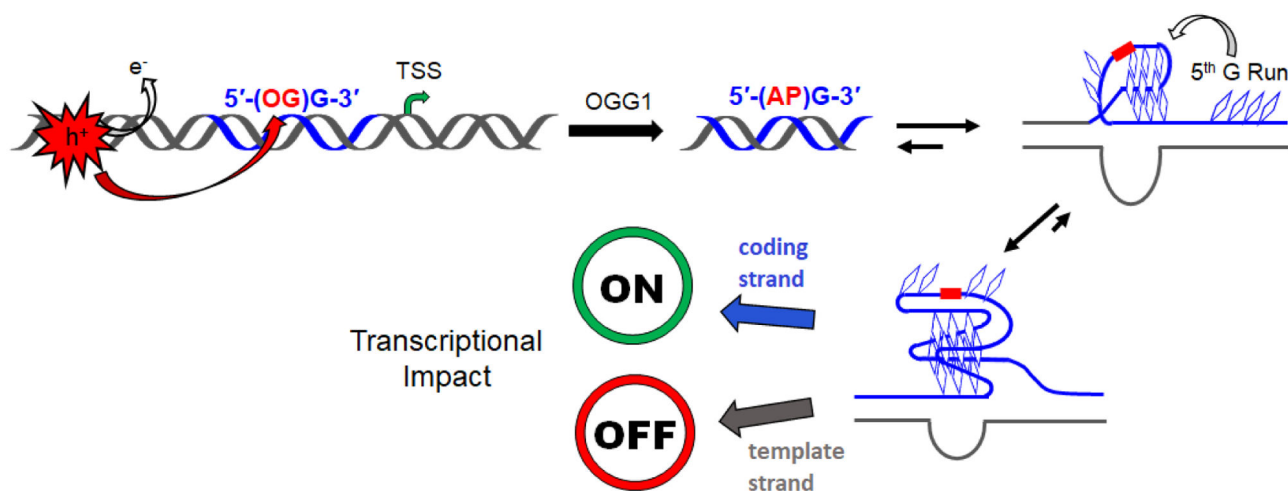 e-
TSS
5′-(OG)G-3′
h+
OGG1
5′-(AP)G-3′
5th G Run
ON
coding
strand
Transcriptional
Impact
OFF
template
strand